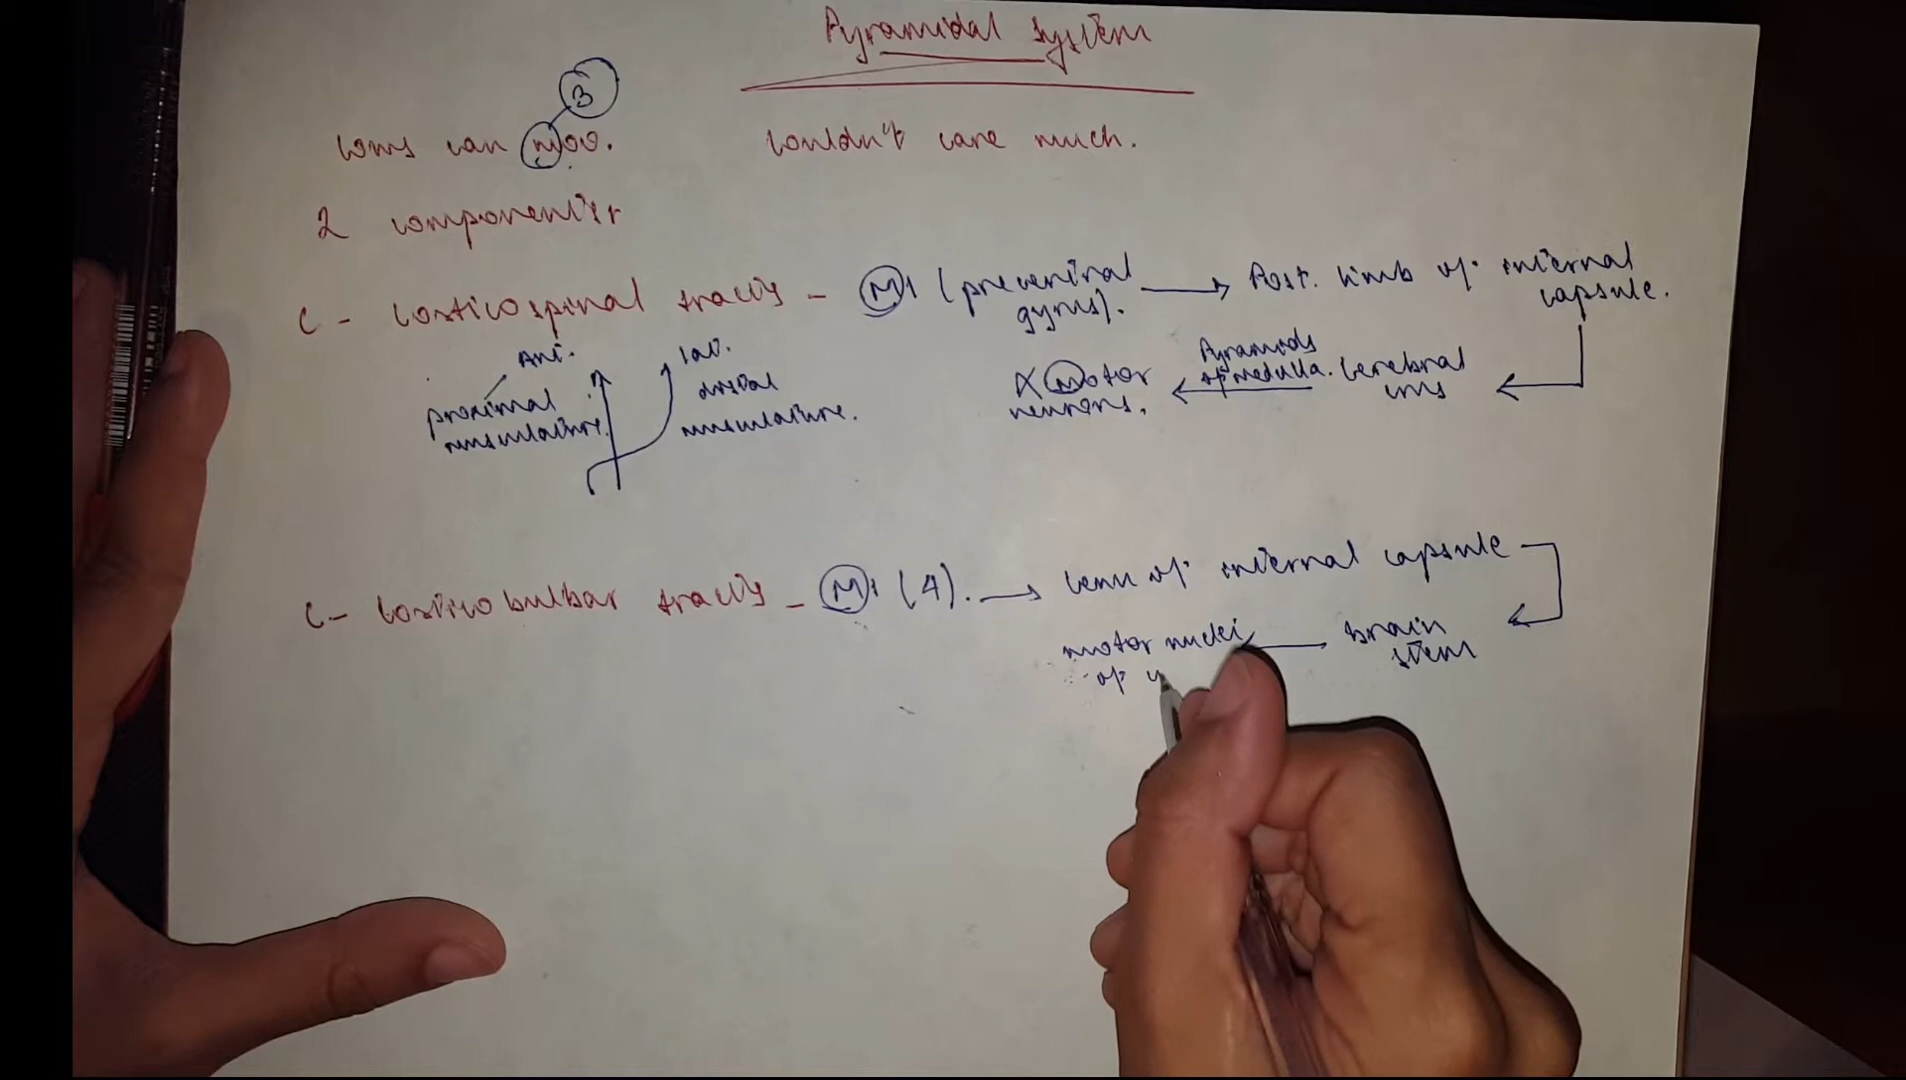 Pyramidal System
3
Cows can moo. Couldn't care much.
2 components
C - Corticospinal tracts - M1 (precentral gyrus). → Post. limb of internal capsule.
Ant. Lat.
proximal musculature. distal musculature.
α Motor neurons. ← Pyramids of medulla. Cerebral crus ←
C - Corticobulbar tracts - M1 (4). → Genu of internal capsule
motor nuclei of ← brain stem